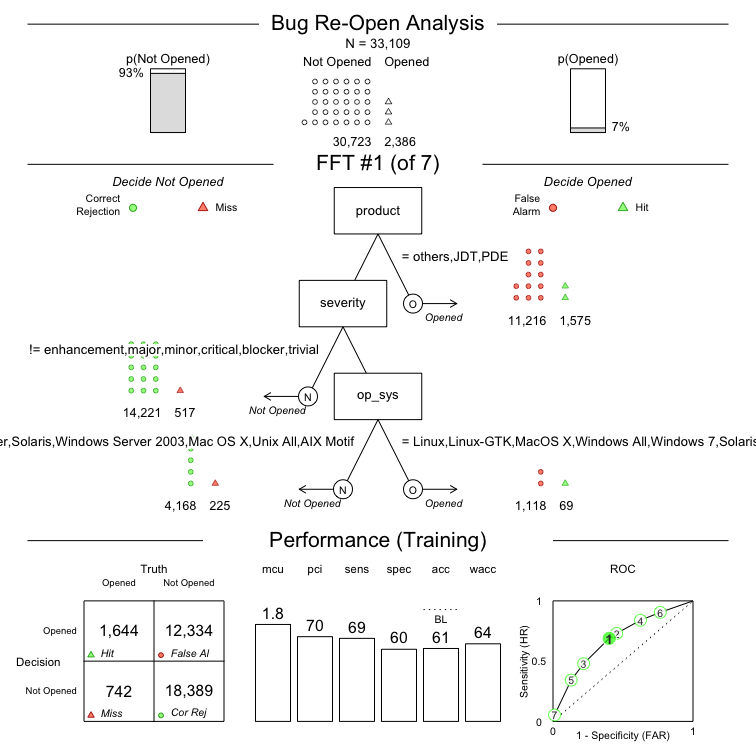 Bug Re-Open Analysis
N = 33,109
p(Not Opened)
Not Opened
Opened
p(Opened)
93%
7%
30,723
2,386
FFT #1 (of 7)
Decide Not Opened
Decide Opened
Correct Rejection
Miss
False Alarm
Hit
product
= others,JDT,PDE
severity
O
Opened
11,216
1,575
!= enhancement,major,minor,critical,blocker,trivial
N
Not Opened
op_sys
14,221
517
er,Solaris,Windows Server 2003,Mac OS X,Unix All,AIX Motif
= Linux,Linux-GTK,MacOS X,Windows All,Windows 7,Solaris
N
Not Opened
O
Opened
4,168
225
1,118
69
Performance (Training)
Truth
Opened
Not Opened
Decision
Opened
1,644
Hit
12,334
False Al
Not Opened
742
Miss
18,389
Cor Rej
mcu
pci
sens
spec
acc
wacc
1.8
70
69
60
BL
61
64
ROC
Sensitivity (HR)
1
0.5
0
1
2
3
4
5
6
7
0
1
1 - Specificity (FAR)